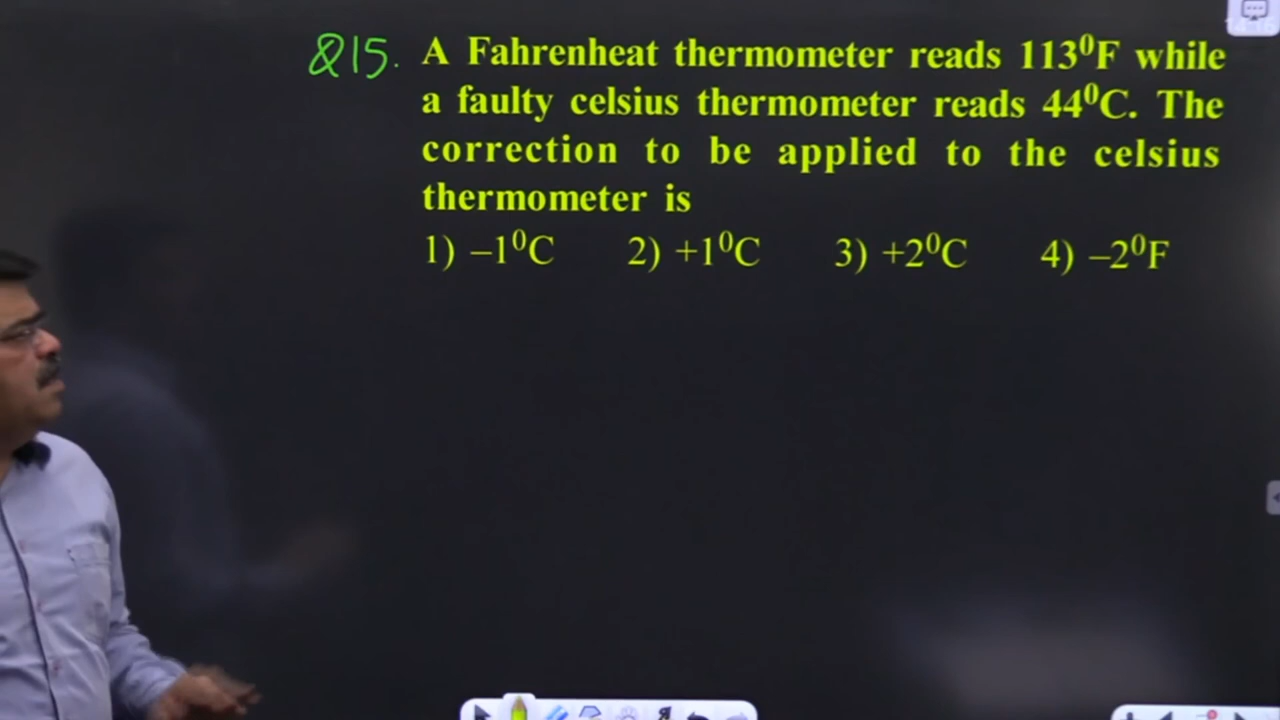 Q15. A Fahrenheat thermometer reads 113⁰F while
a faulty celsius thermometer reads 44⁰C. The
correction to be applied to the celsius
thermometer is
1) –1⁰C 2) +1⁰C 3) +2⁰C 4) –2⁰F